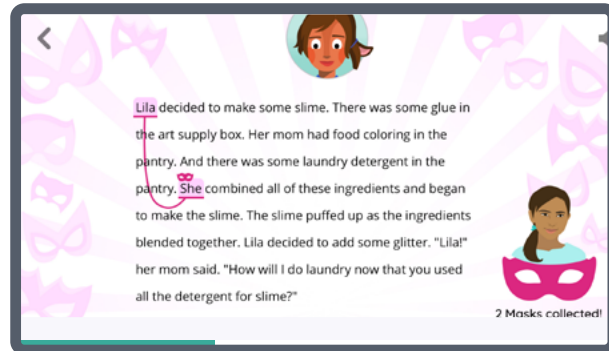 Lila decided to make some slime. There was some glue in
the art supply box. Her mom had food coloring in the
pantry. And there was some laundry detergent in the
pantry. She combined all of these ingredients and began
to make the slime. The slime puffed up as the ingredients
blended together. Lila decided to add some glitter. "Lila!"
her mom said. "How will I do laundry now that you used
all the detergent for slime?"
2 Masks collected!